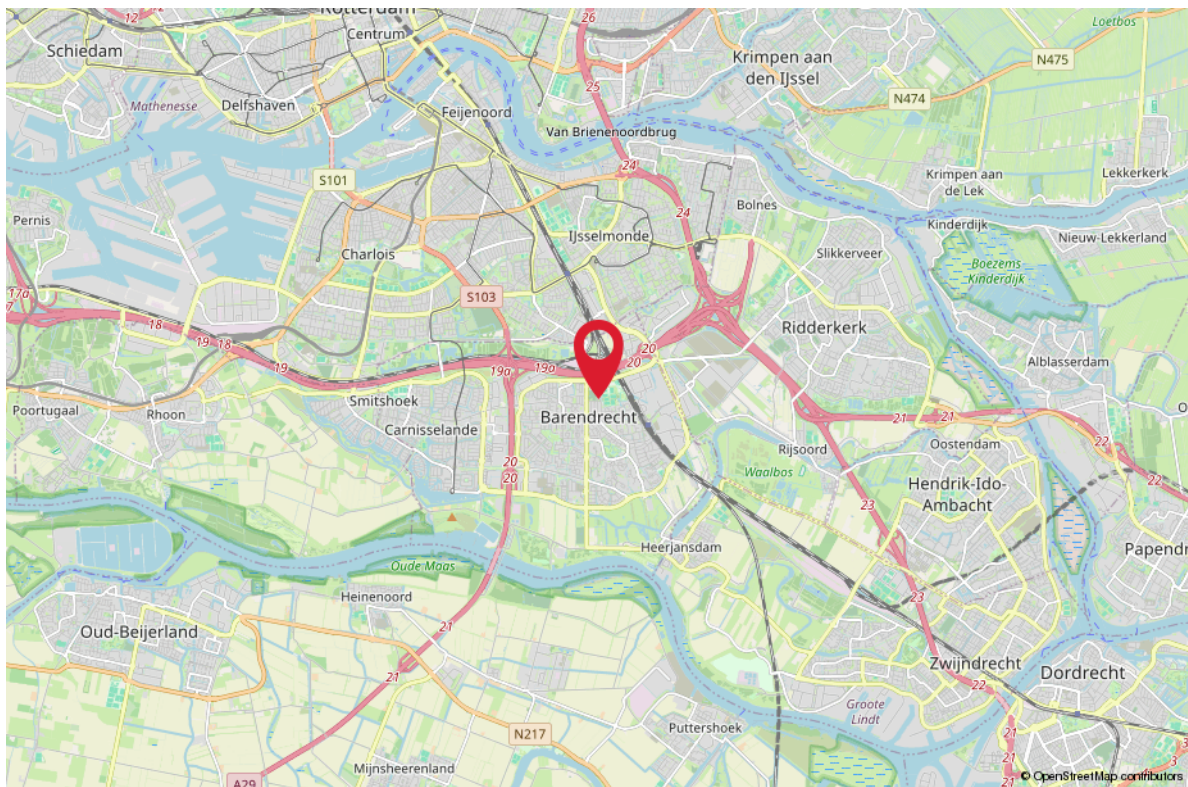 Rotterdam
Centrum
26
12
Schiedam
Loetbos
Krimpen aan
den IJssel
N475
25
N474
Mathenesse
Delfshaven
Feijenoord
Van Brienenoordbrug
24
S101
Krimpen aan
de Lek
Lekkerkerk
Pernis
24
Bolnes
Kinderdijk
IJsselmonde
Nieuw-Lekkerland
Charlois
Slikkerveer
Boezems
Kinderdijk
17a
S103
7
18
Ridderkerk
19
18
20
20
Alblasserdam
19
19a
19a
Poortugaal
Rhoon
Smitshoek
Barendrecht
21
21
Carnisselande
22
Rijsoord
Oostendam
20
20
Waalbos
22
Hendrik-Ido-
Ambacht
23
Heerjansdam
Papendr
Oude Maas
Heinenoord
23
Oud-Beijerland
21
Zwijndrecht
21
Dordrecht
22
Groote
Lindt
N217
Puttershoek
21
21
3
Mijnsheerenland
A29
© OpenStreetMap contributors